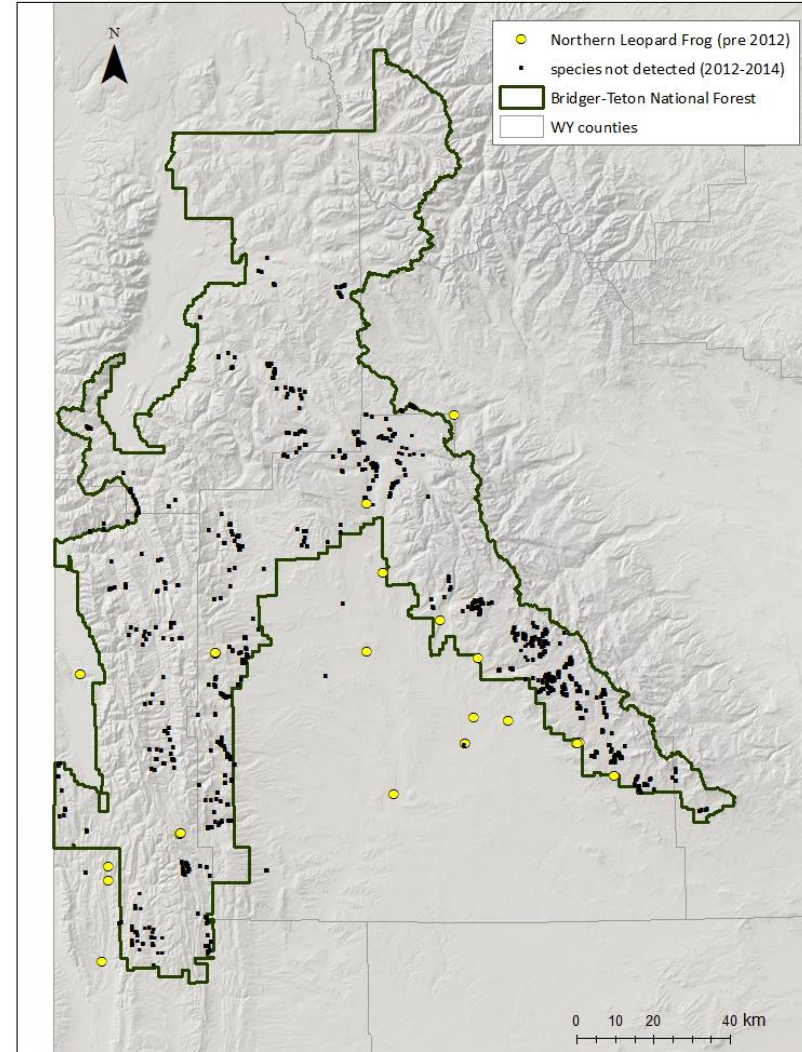 N
Northern Leopard Frog (pre 2012)
species not detected (2012-2014)
Bridger-Teton National Forest
WY counties
0 10 20 40 km